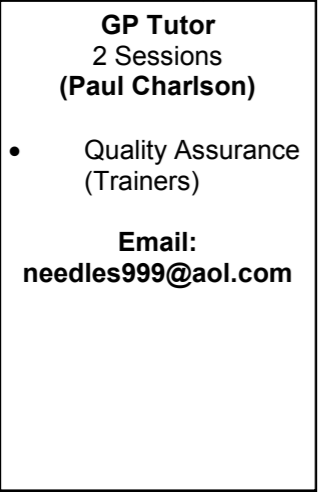 GP Tutor
2 Sessions
(Paul Charlson)
• Quality Assurance
(Trainers)
Email:
needles999@aol.com